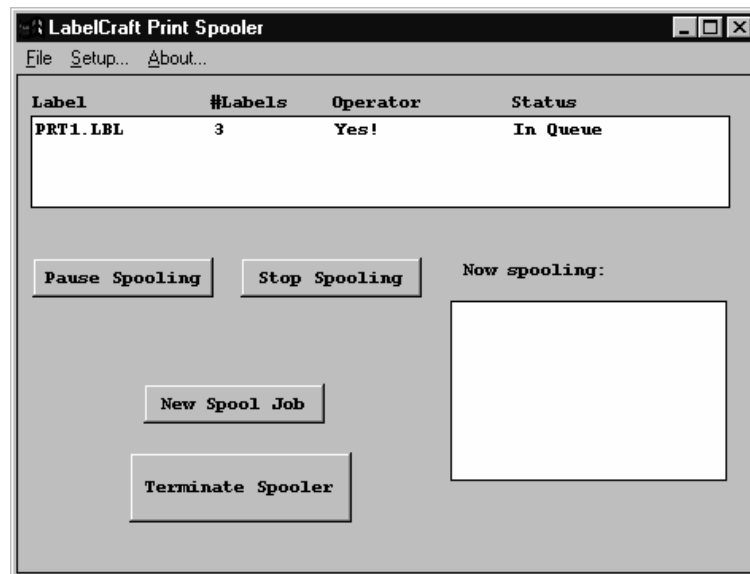 LabelCraft Print Spooler
File Setup... About...
Label #Labels Operator Status
PRT1.LBL 3 Yes! In Queue
Pause Spooling Stop Spooling Now spooling:
New Spool Job
Terminate Spooler